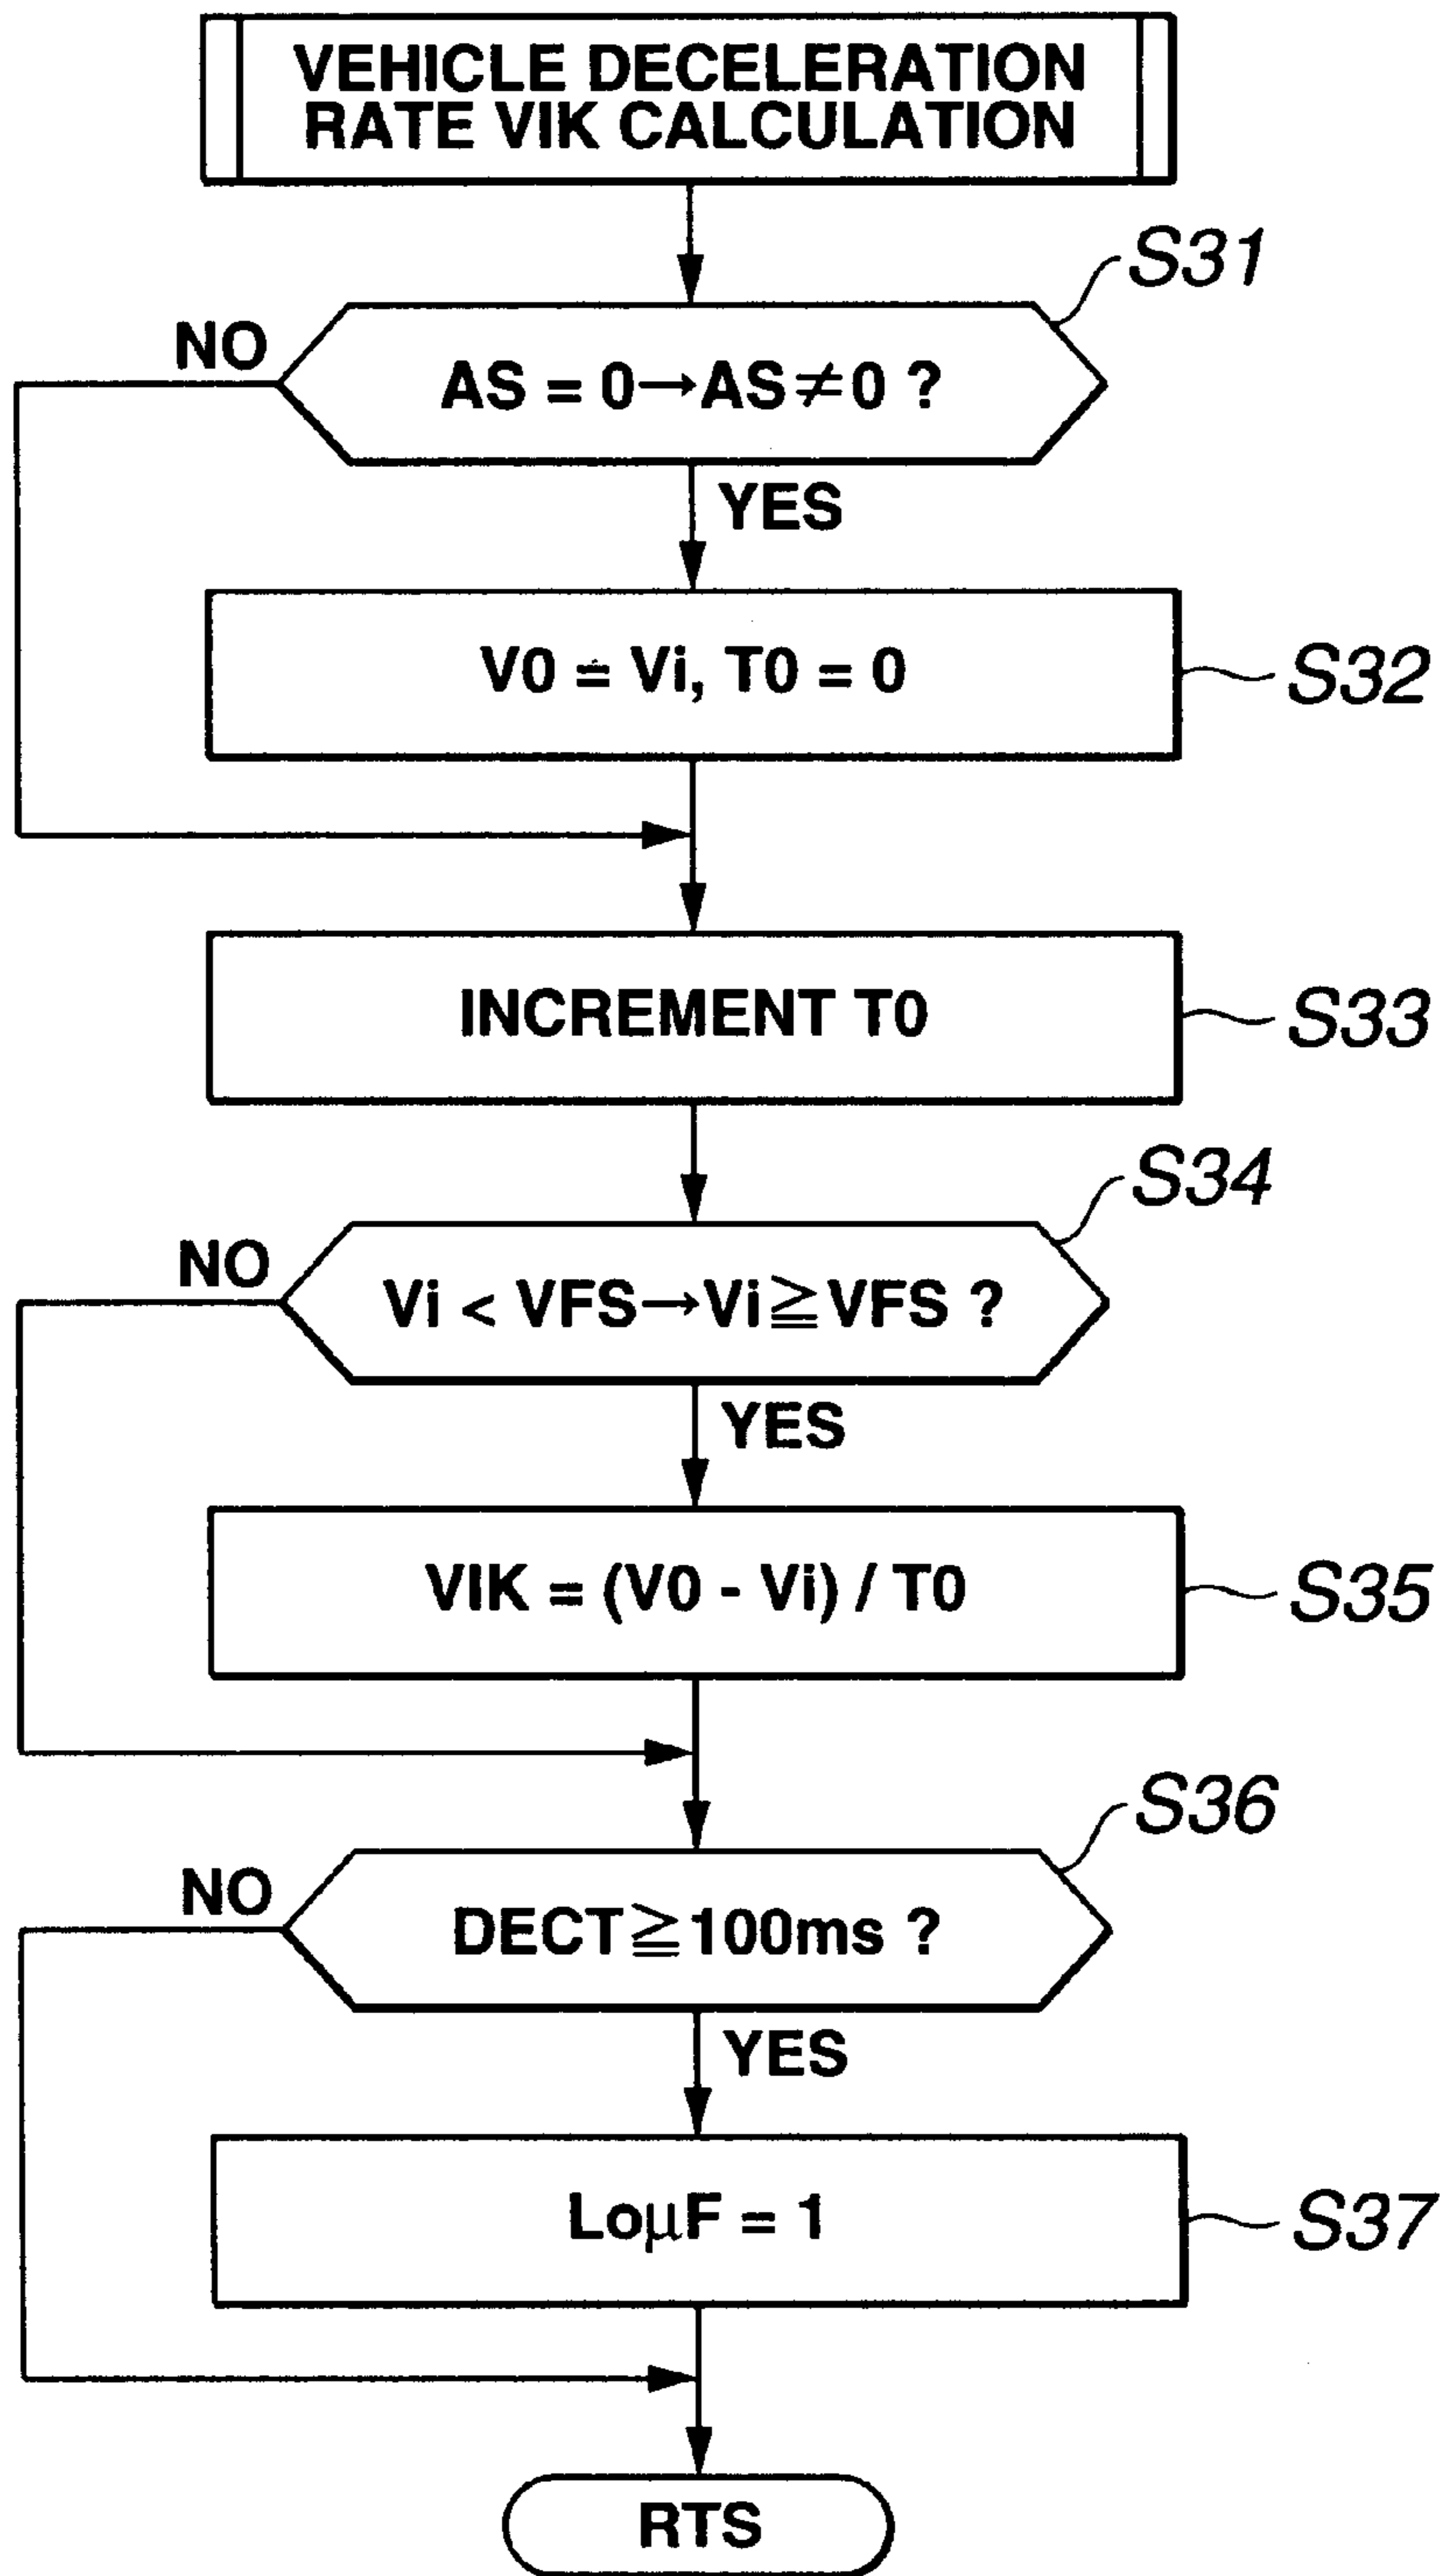 VEHICLE DECELERATION
RATE VIK CALCULATION
S31
NO
AS = 0→AS≠0 ?
YES
V0 = Vi, T0 = 0
S32
INCREMENT T0
S33
S34
NO
Vi < VFS→Vi≧VFS ?
YES
VIK = (V0 - Vi) / T0
S35
S36
NO
DECT≧100ms ?
YES
LoμF = 1
S37
RTS